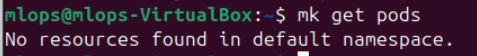 mlops@mlops-VirtualBox:~$ mk get pods
No resources found in default namespace.